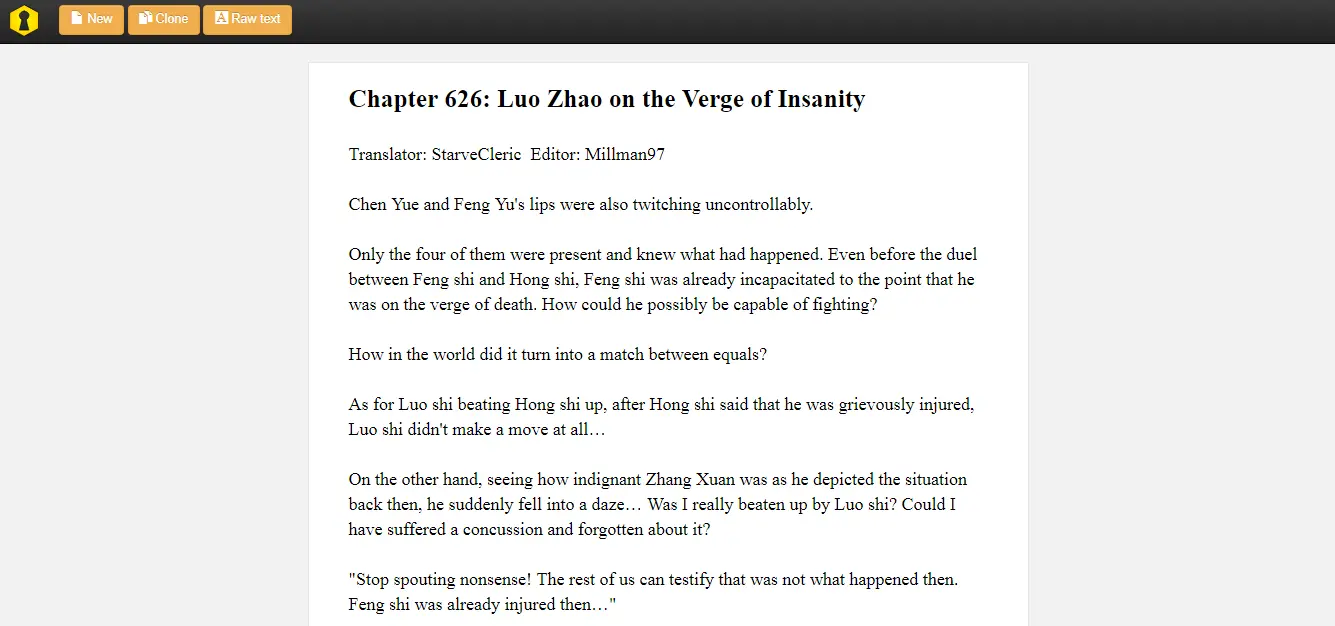 New
Clone
Raw text
Chapter 626: Luo Zhao on the Verge of Insanity
Translator: StarveCleric  Editor: Millman97
Chen Yue and Feng Yu's lips were also twitching uncontrollably.
Only the four of them were present and knew what had happened. Even before the duel
between Feng shi and Hong shi, Feng shi was already incapacitated to the point that he
was on the verge of death. How could he possibly be capable of fighting?
How in the world did it turn into a match between equals?
As for Luo shi beating Hong shi up, after Hong shi said that he was grievously injured,
Luo shi didn't make a move at all…
On the other hand, seeing how indignant Zhang Xuan was as he depicted the situation
back then, he suddenly fell into a daze… Was I really beaten up by Luo shi? Could I
have suffered a concussion and forgotten about it?
"Stop spouting nonsense! The rest of us can testify that was not what happened then.
Feng shi was already injured then…"